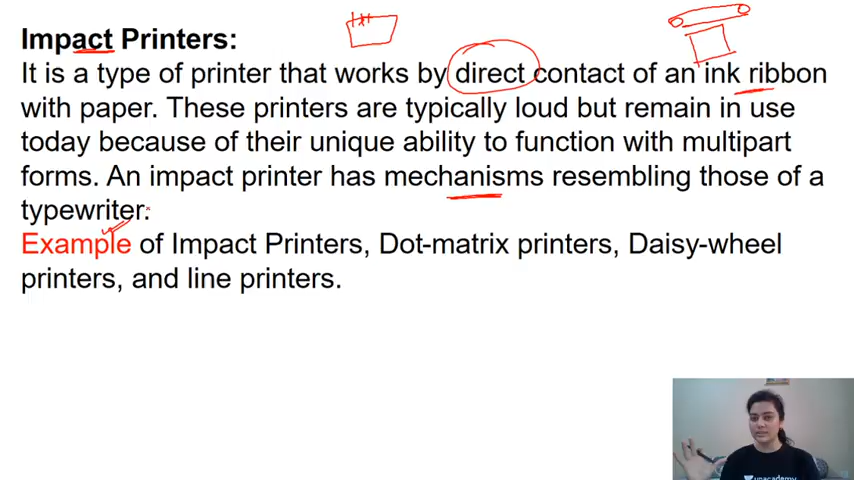 Impact Printers:
It is a type of printer that works by direct contact of an ink ribbon
with paper. These printers are typically loud but remain in use
today because of their unique ability to function with multipart
forms. An impact printer has mechanisms resembling those of a
typewriter.
Example of Impact Printers, Dot-matrix printers, Daisy-wheel
printers, and line printers.
unacademy